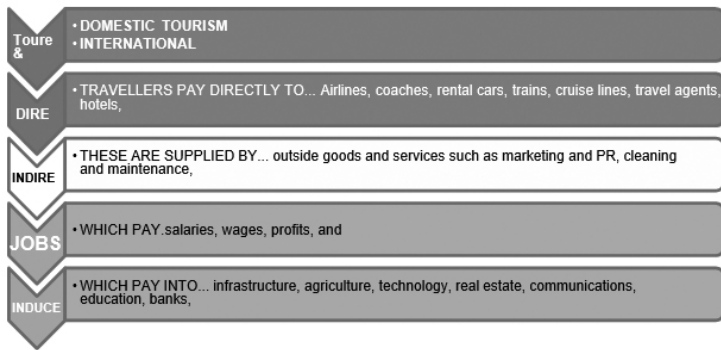 Toure
&
• DOMESTIC TOURISM
• INTERNATIONAL
DIRE
• TRAVELLERS PAY DIRECTLY TO... Airlines, coaches, rental cars, trains, cruise lines, travel agents,
hotels,
INDIRE
• THESE ARE SUPPLIED BY... outside goods and services such as marketing and PR, cleaning
and maintenance,
JOBS
• WHICH PAY.salaries, wages, profits, and
INDUCE
• WHICH PAY INTO... infrastructure, agriculture, technology, real estate, communications,
education, banks,